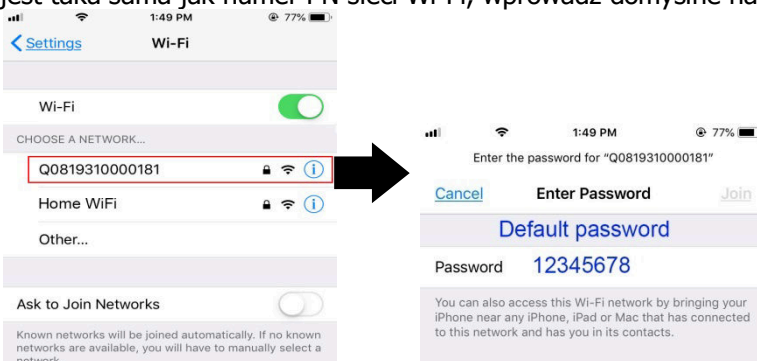 jest taka sama jak numer PN sieci Wi-Fi, wprowadź domyślne ha
1:49 PM
77%
Settings
Wi-Fi
Wi-Fi
CHOOSE A NETWORK...
Q0819310000181
Home WiFi
Other...
Ask to Join Networks
Known networks will be joined automatically. If no known
networks are available, you will have to manually select a
network.
1:49 PM
77%
Enter the password for “Q0819310000181”
Cancel
Enter Password
Join
Default password
Password
12345678
You can also access this Wi-Fi network by bringing your
iPhone near any iPhone, iPad or Mac that has connected
to this network and has you in its contacts.